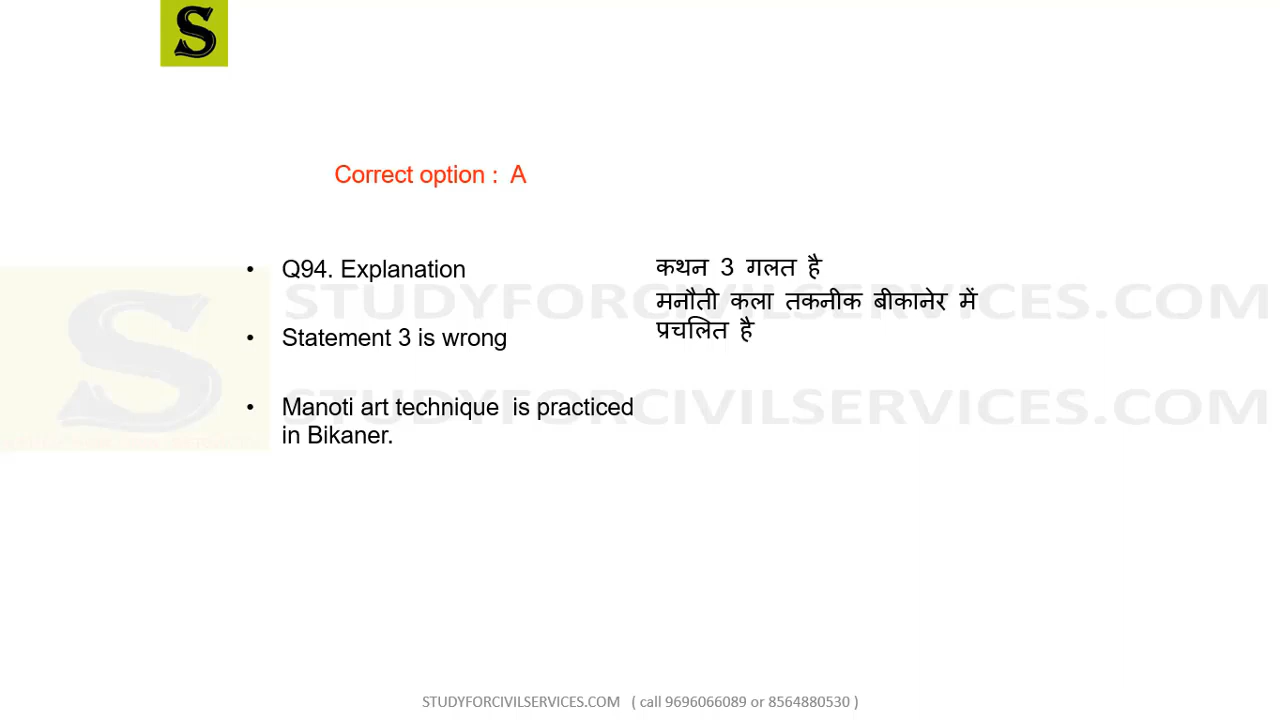 S
Correct option : A
• Q94. Explanation
• Statement 3 is wrong
• Manoti art technique is practiced
in Bikaner.
कथन 3 गलत है
मनौती कला तकनीक बीकानेर में
प्रचलित है
STUDYFORCIVILSERVICES.COM
STUDYFORCIVILSERVICES.COM
S
STUDYFORCIVILSERVICES.COM ( call 9696066089 or 8564880530 )